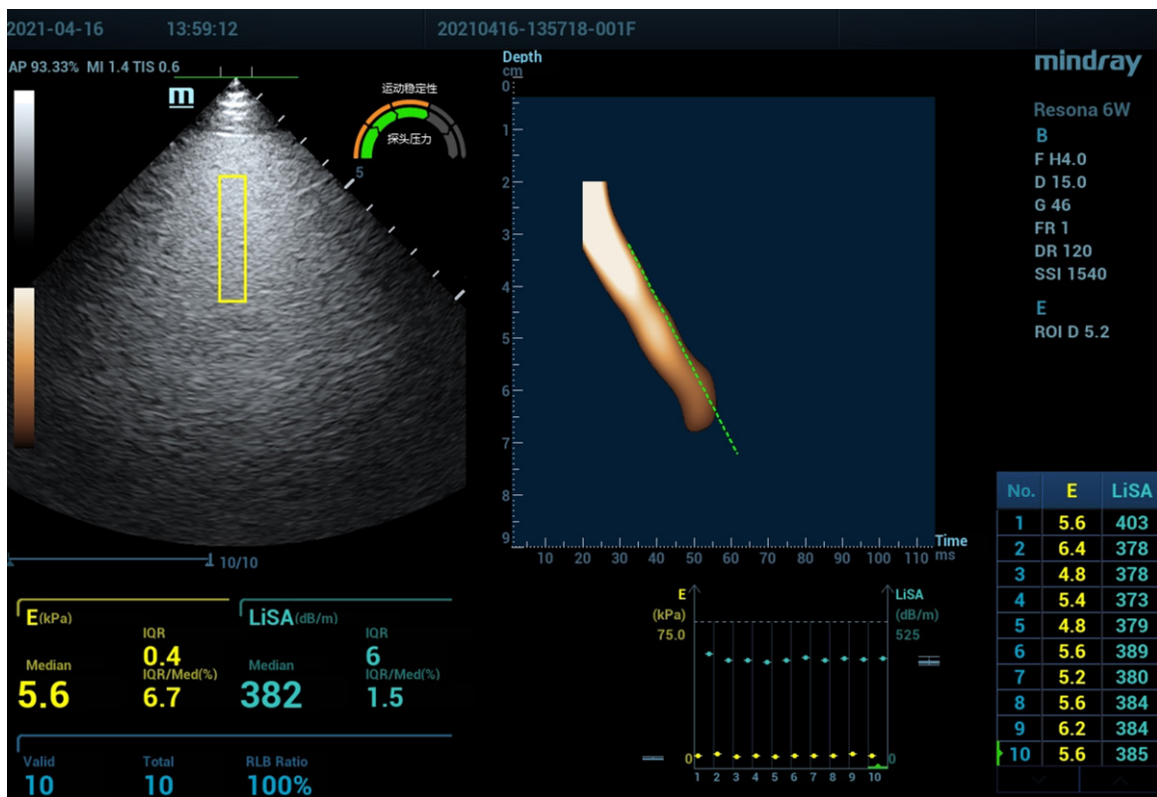 2021-04-16 13:59:12 20210416-135718-001F
AP 93.33% MI 1.4 TIS 0.6
m
运动稳定性
探头压力
5
10/10
Depth
cm
0
1
2
3
4
5
6
7
8
9
10 20 30 40 50 60 70 80 90 100 110
Time
ms
mindray
Resona 6W
B
F H4.0
D 15.0
G 46
FR 1
DR 120
SSI 1540
E
ROI D 5.2
E(kPa)
IQR
0.4
Median
IQR/Med(%)
5.6
6.7
LiSA(dB/m)
IQR
6
Median
IQR/Med(%)
382
1.5
Valid Total RLB Ratio
10 10 100%
E
(kPa)
75.0
0
LiSA
(dB/m)
525
0
1 2 3 4 5 6 7 8 9 10
No. E LiSA
1 5.6 403
2 6.4 378
3 4.8 378
4 5.4 373
5 4.8 379
6 5.6 389
7 5.2 380
8 5.6 384
9 6.2 384
10 5.6 385